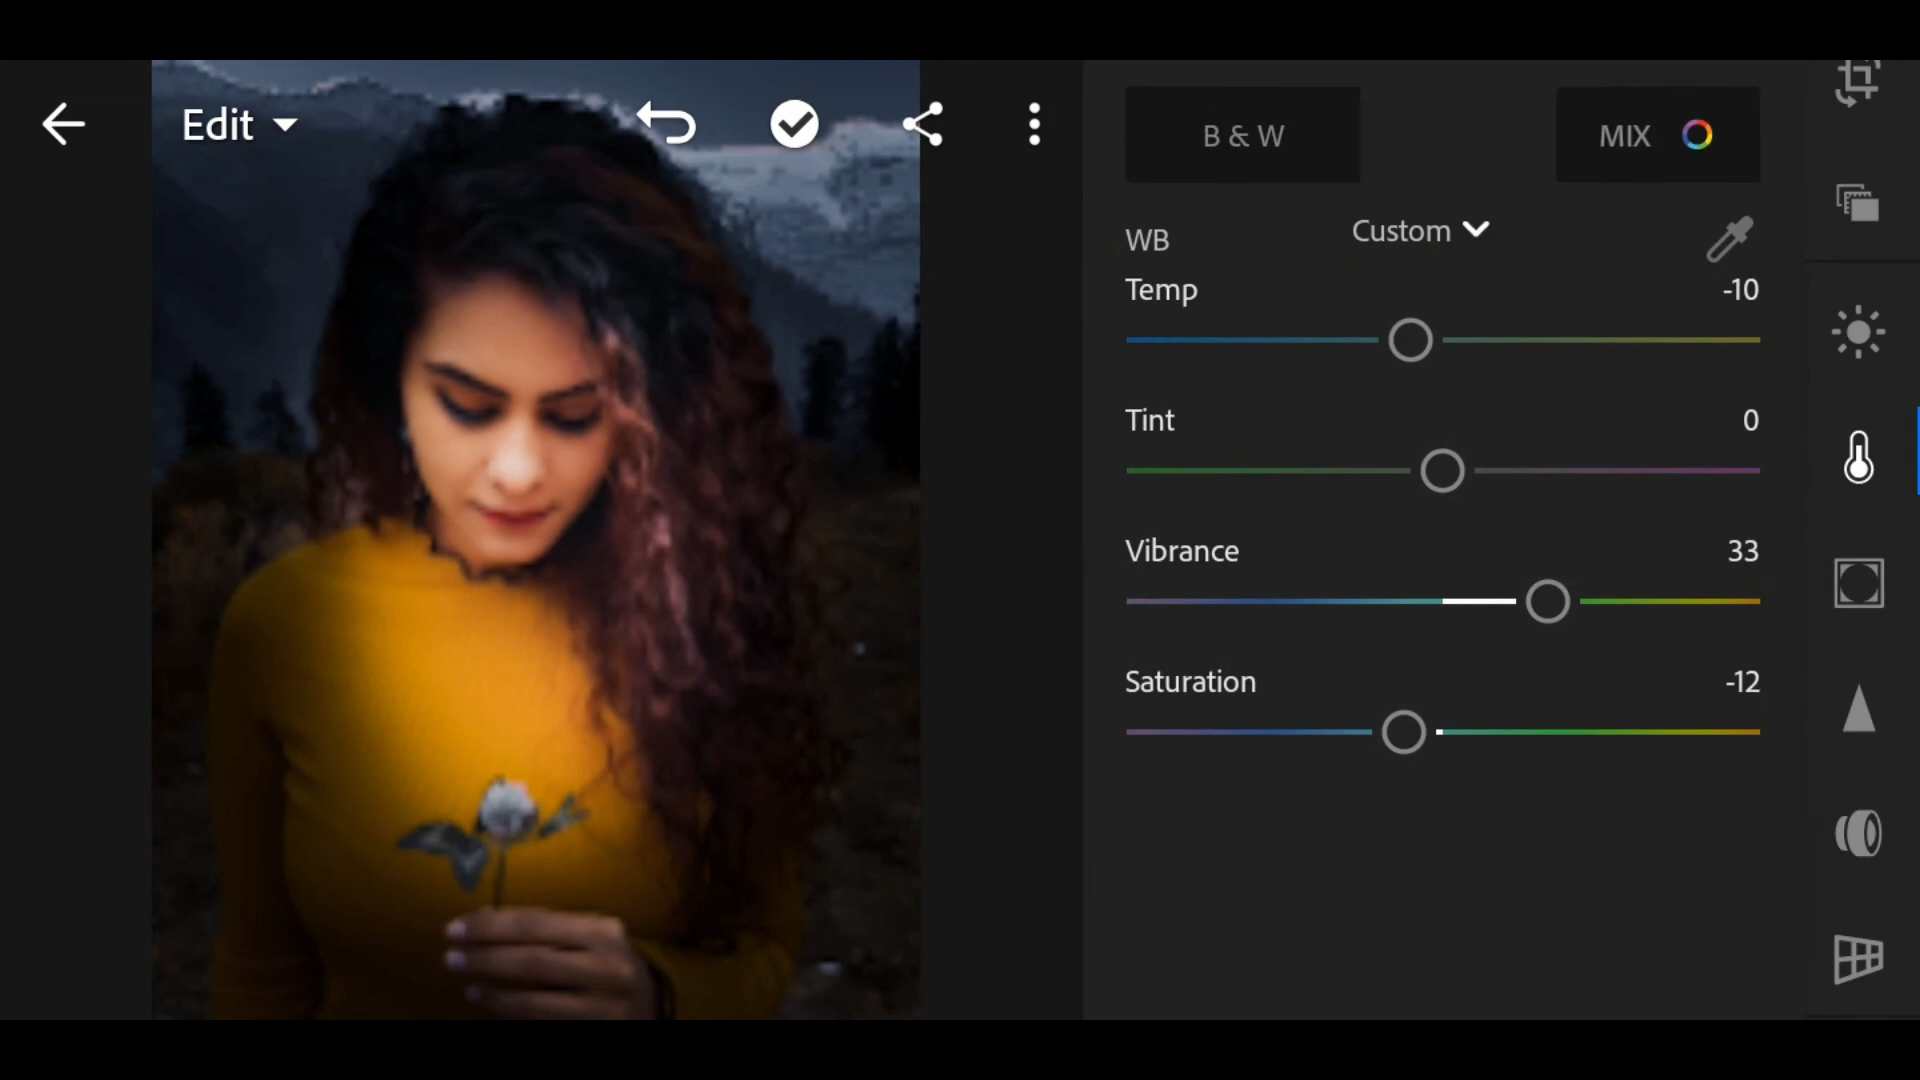 Edit
B & W
MIX
WB
Custom
Temp
-10
Tint
0
Vibrance
33
Saturation
-12